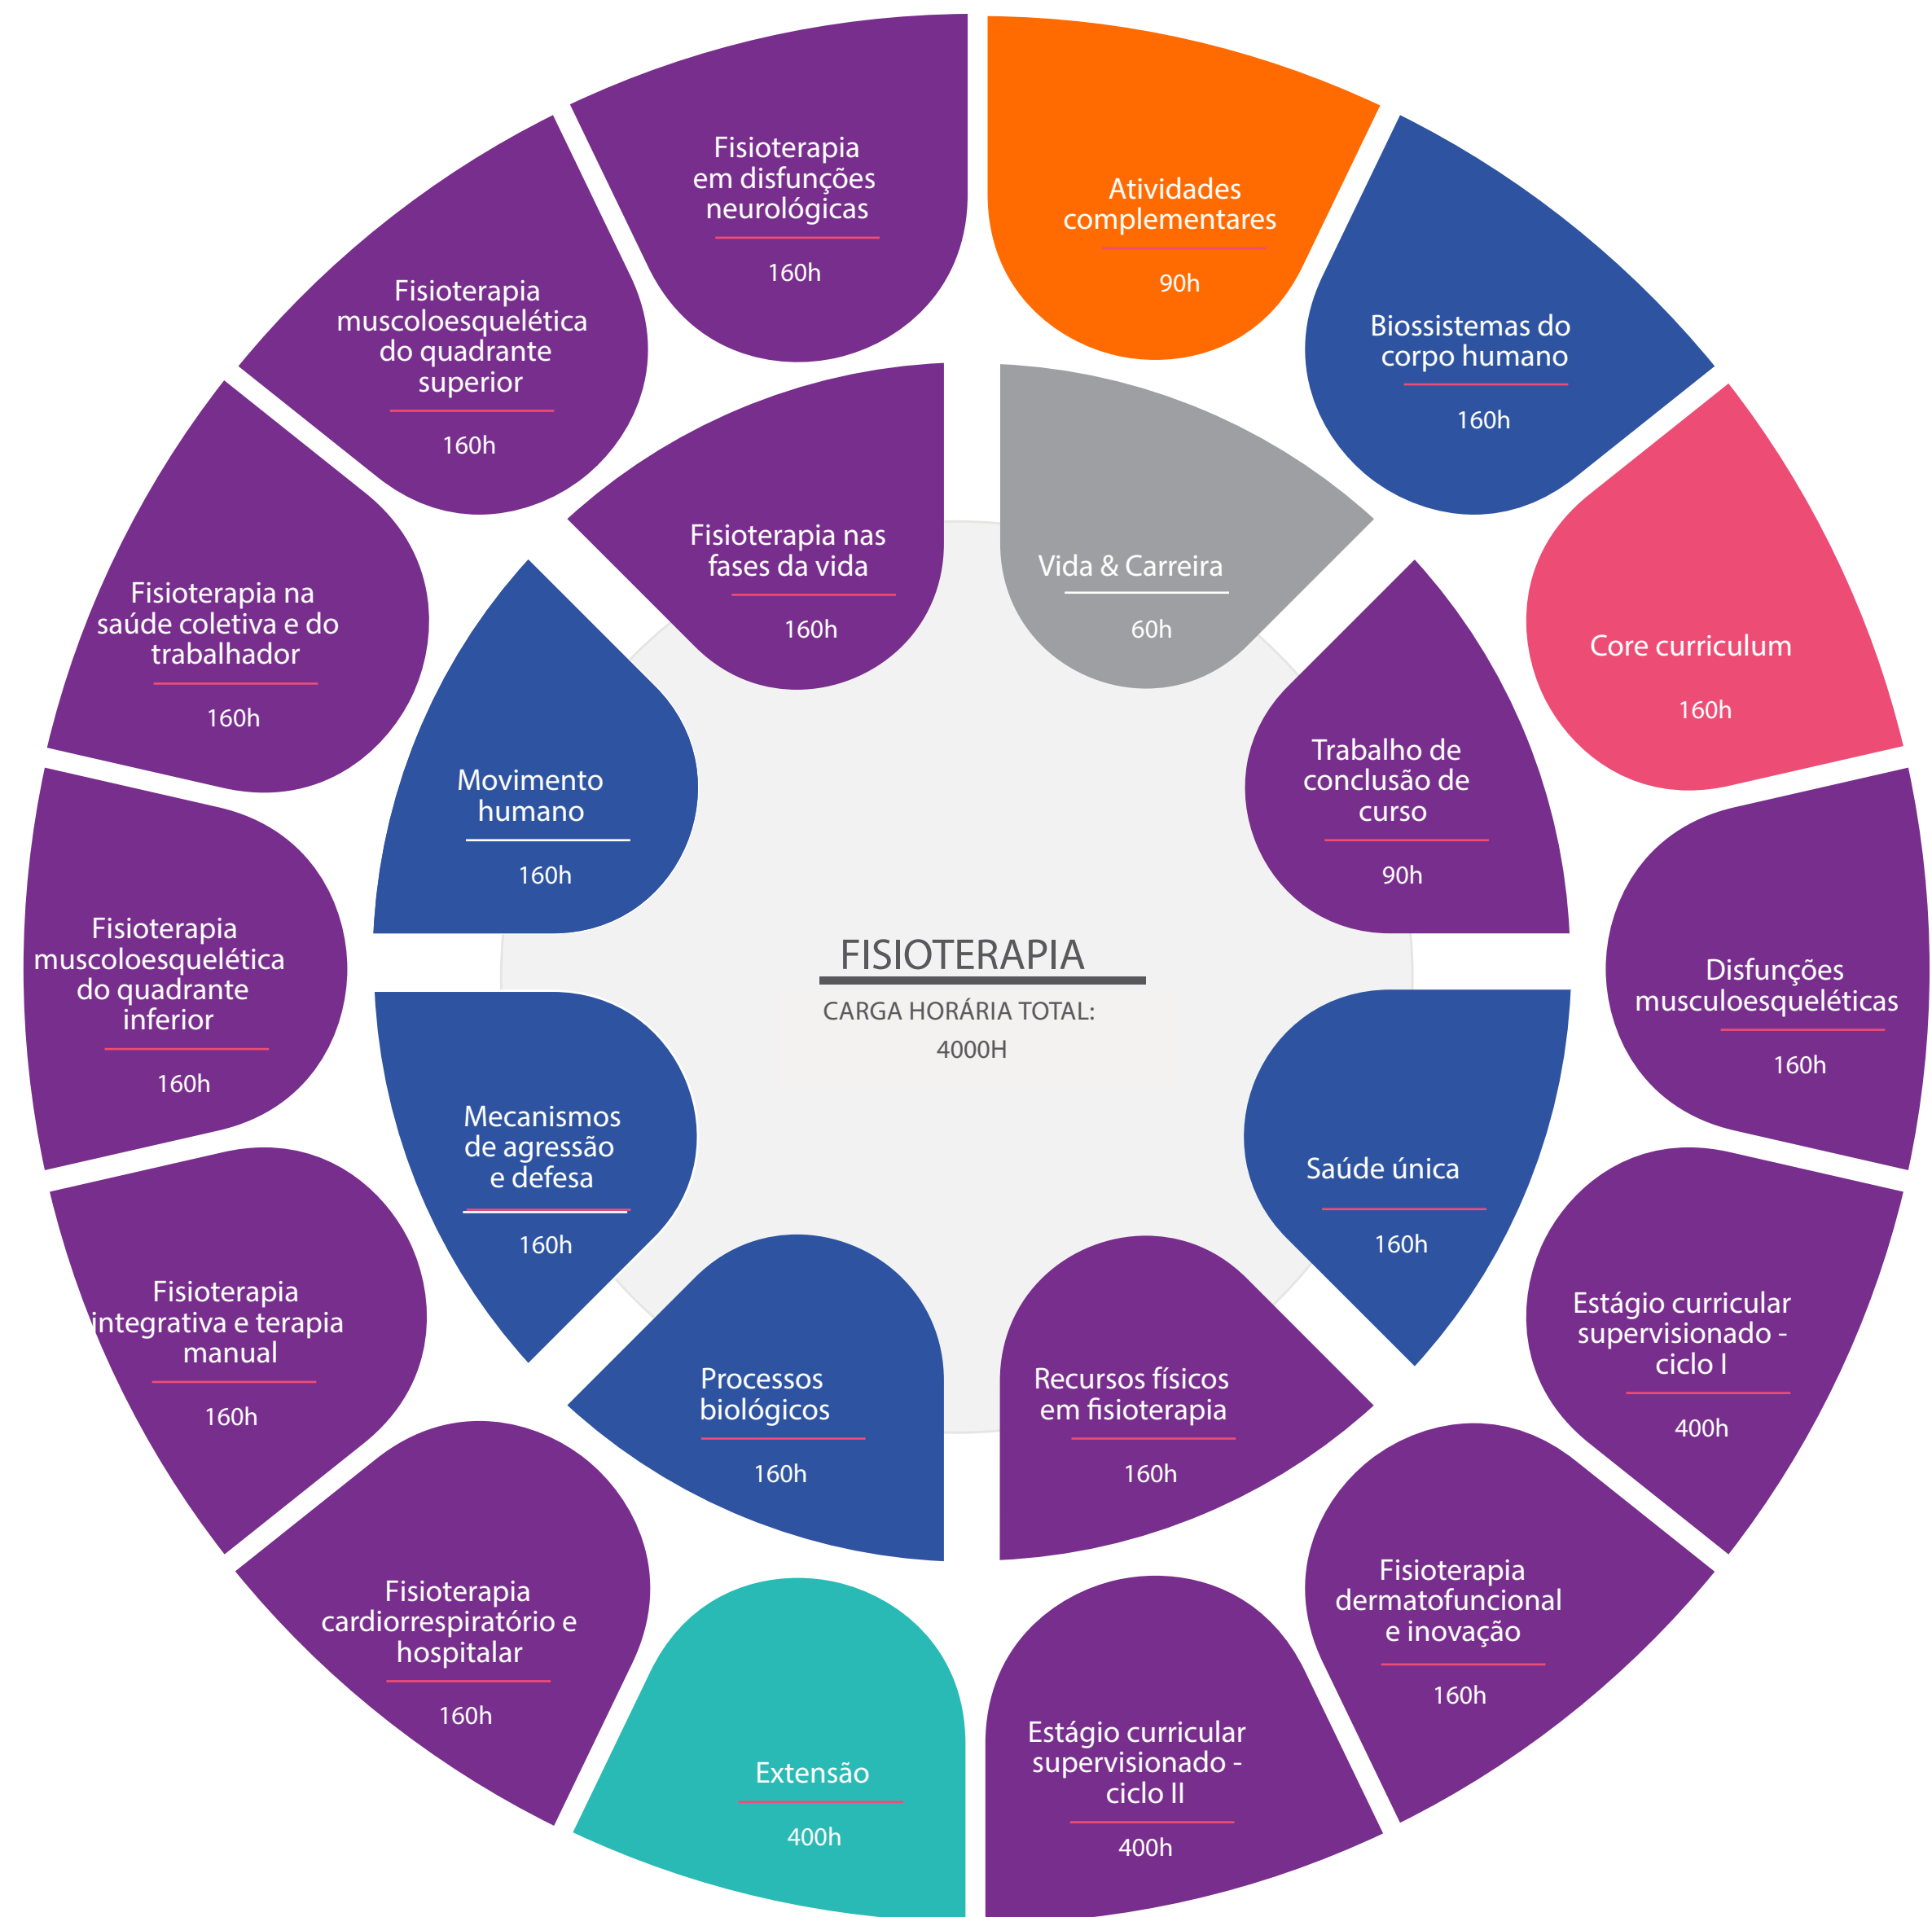 Fisioterapia
em disfunções
neurológicas
160h
Atividades
complementares
90h
Biossistemas do
corpo humano
160h
Core curriculum
160h
Disfunções
musculoesqueléticas
160h
Estágio curricular
supervisionado -
ciclo I
400h
Fisioterapia
dermatofuncional
e inovação
160h
Estágio curricular
supervisionado -
ciclo II
400h
Extensão
400h
Fisioterapia
cardiorrespiratório e
hospitalar
160h
Fisioterapia
integrativa e terapia
manual
160h
Fisioterapia
muscoloesquelética
do quadrante
inferior
160h
Fisioterapia na
saúde coletiva e do
trabalhador
160h
Fisioterapia
muscoloesquelética
do quadrante
superior
160h
Fisioterapia nas
fases da vida
160h
Vida & Carreira
60h
Trabalho de
conclusão de
curso
90h
Saúde única
160h
Recursos físicos
em fisioterapia
160h
Processos
biológicos
160h
Mecanismos
de agressão
e defesa
160h
Movimento
humano
160h
FISIOTERAPIA
CARGA HORÁRIA TOTAL:
4000H